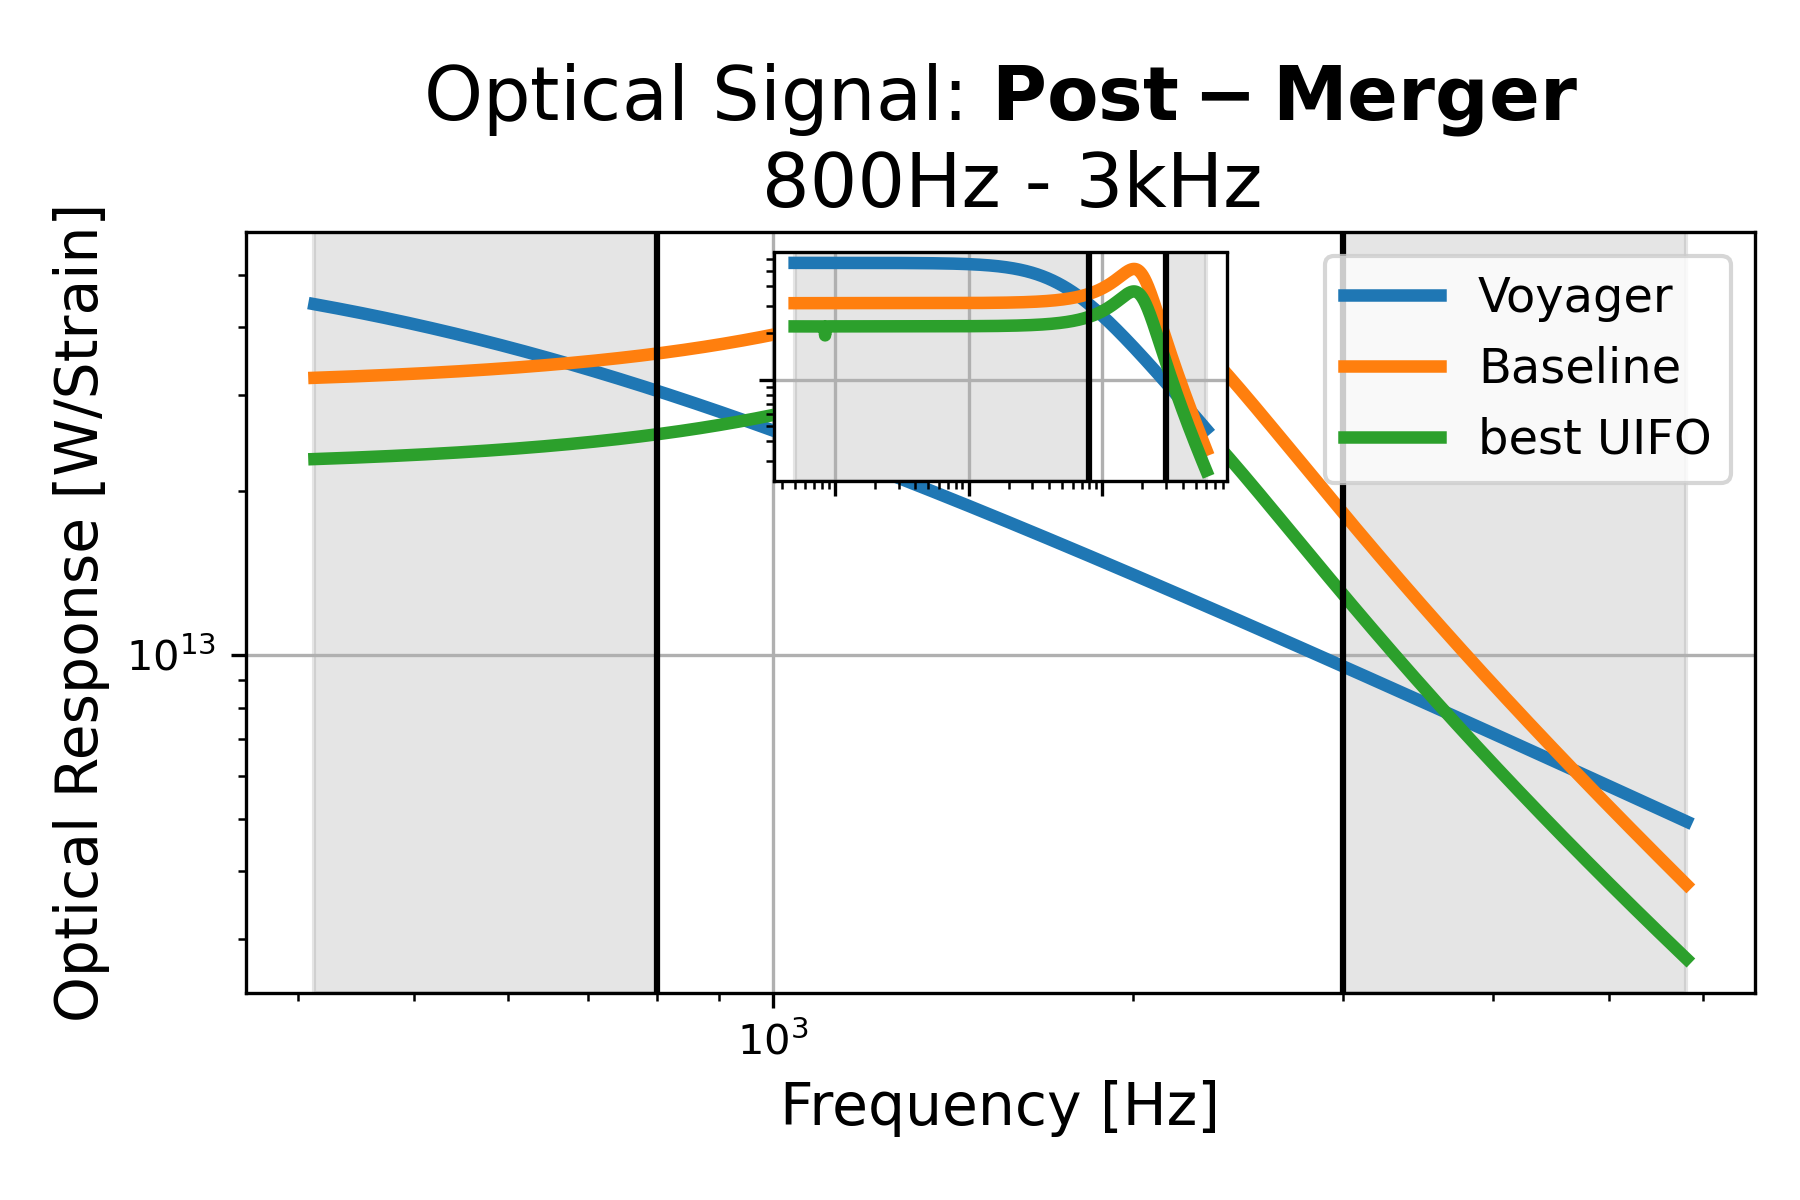 Optical Signal: Post − Merger
800Hz - 3kHz
Optical Response [W/Strain]
10¹³
10³
Frequency [Hz]
Voyager
Baseline
best UIFO